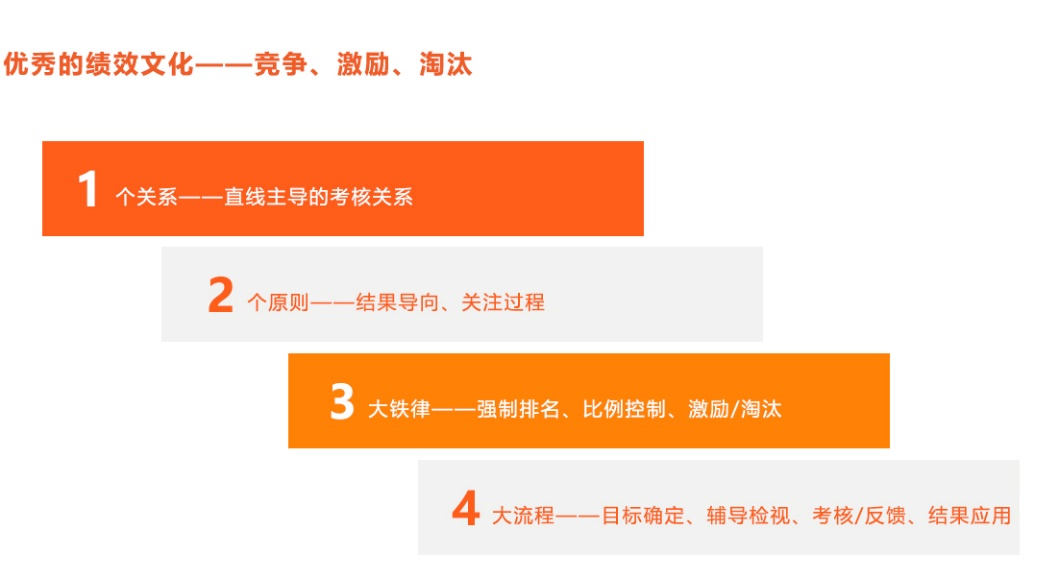 优秀的绩效文化——竞争、激励、淘汰
1 个关系——直线主导的考核关系
2 个原则——结果导向、关注过程
3 大铁律——强制排名、比例控制、激励/淘汰
4 大流程——目标确定、辅导检视、考核/反馈、结果应用